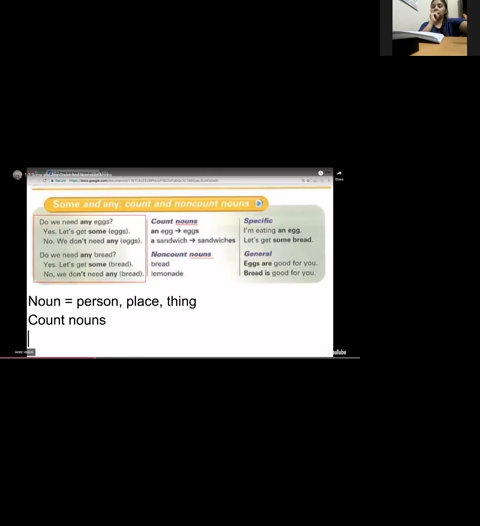 Some and any; count and noncount nouns
Do we need any eggs?
Yes. Let's get some (eggs).
No. We don't need any (eggs).
Do we need any bread?
Yes. Let's get some (bread).
No, we don't need any (bread).
Count nouns
an egg → eggs
a sandwich → sandwiches
Noncount nouns
bread
lemonade
Specific
I'm eating an egg.
Let's get some bread.
General
Eggs are good for you.
Bread is good for you.
Noun = person, place, thing
Count nouns